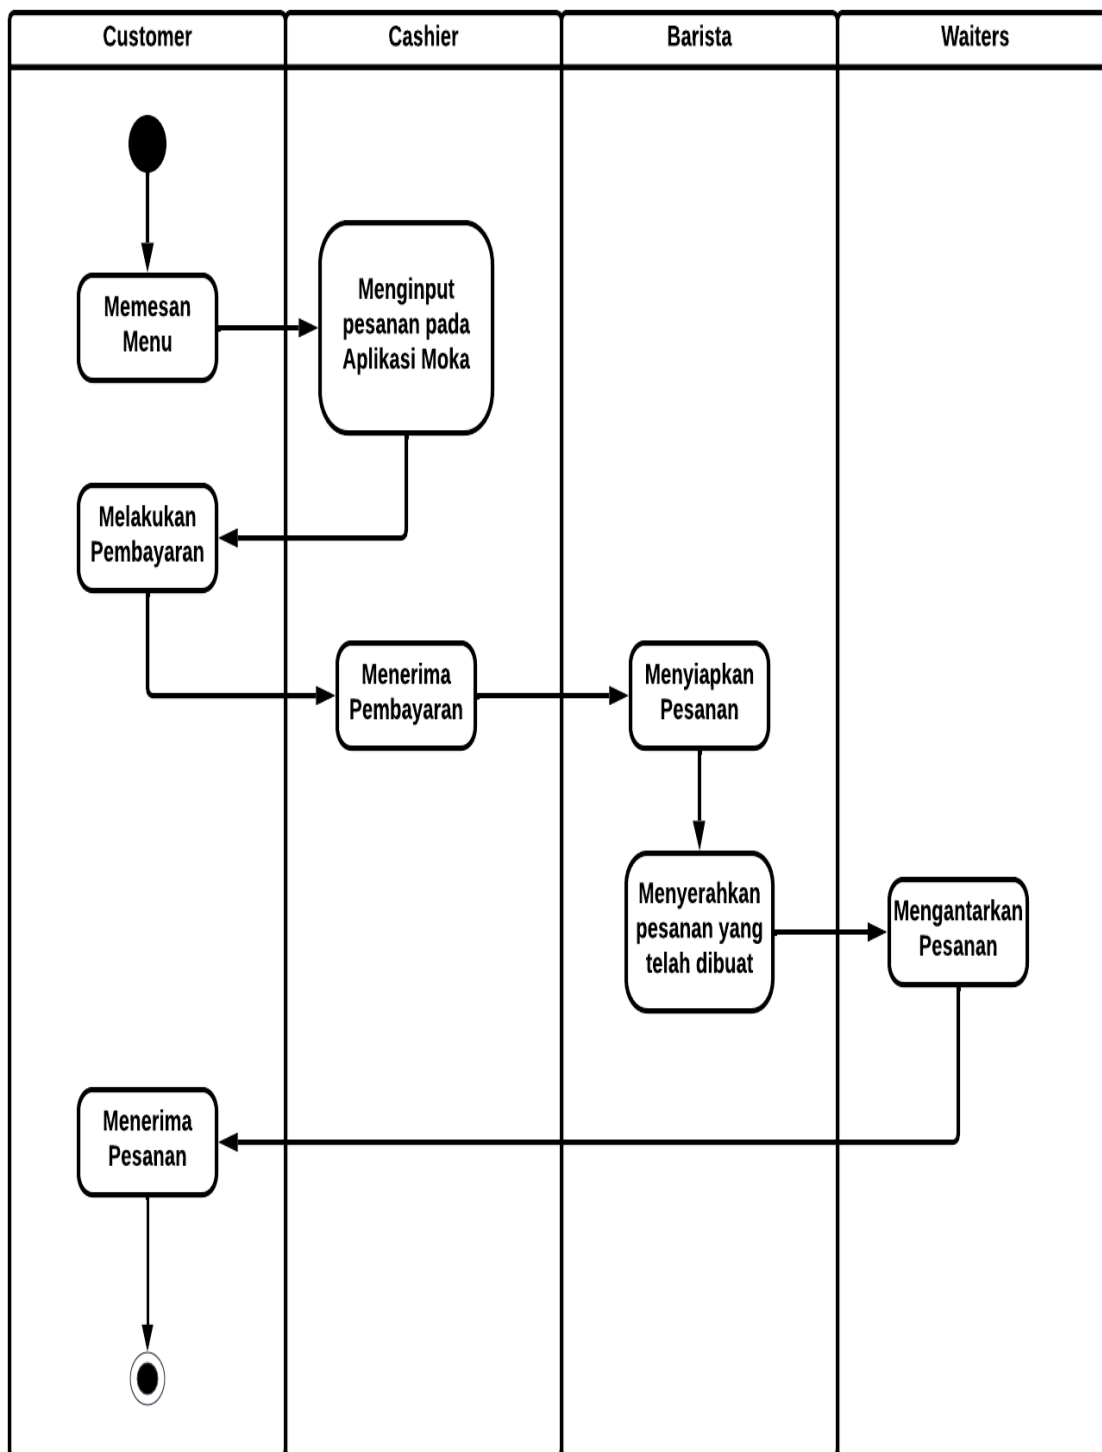 Customer
Cashier
Barista
Waiters
Memesan
Menu
Menginput
pesanan pada
Aplikasi Moka
Melakukan
Pembayaran
Menerima
Pembayaran
Menyiapkan
Pesanan
Menyerahkan
pesanan yang
telah dibuat
Mengantarkan
Pesanan
Menerima
Pesanan